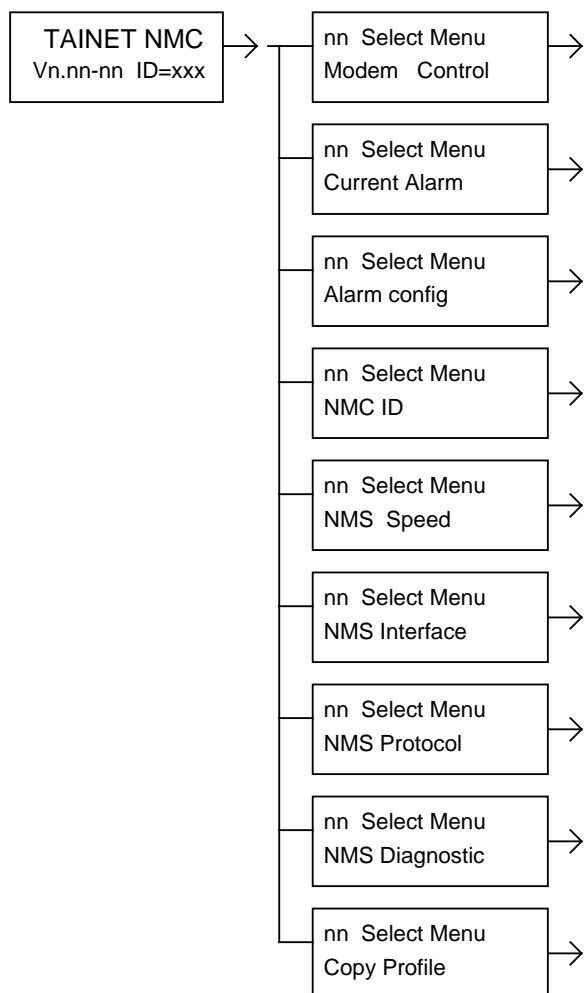 TAINET NMC
Vn.nn-nn ID=xxx
nn Select Menu
Modem Control
nn Select Menu
Current Alarm
nn Select Menu
Alarm config
nn Select Menu
NMC ID
nn Select Menu
NMS Speed
nn Select Menu
NMS Interface
nn Select Menu
NMS Protocol
nn Select Menu
NMS Diagnostic
nn Select Menu
Copy Profile